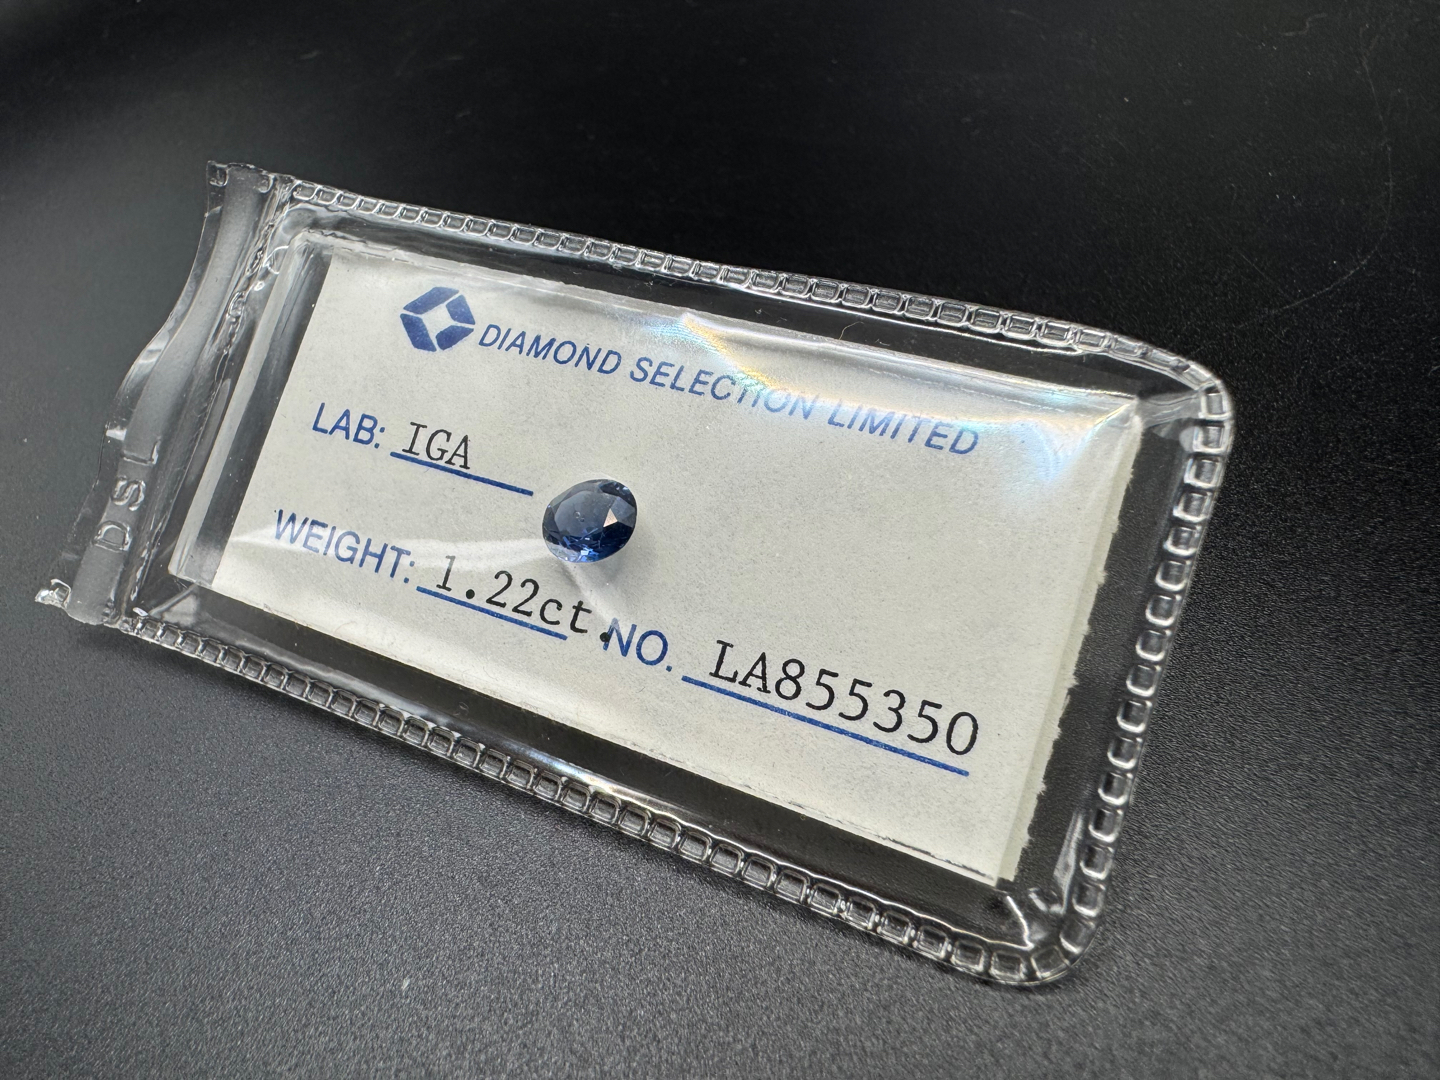 DIAMOND SELECTION LIMITED
LAB: IGA
WEIGHT: 1.22ct.
NO. LA855350
DSL